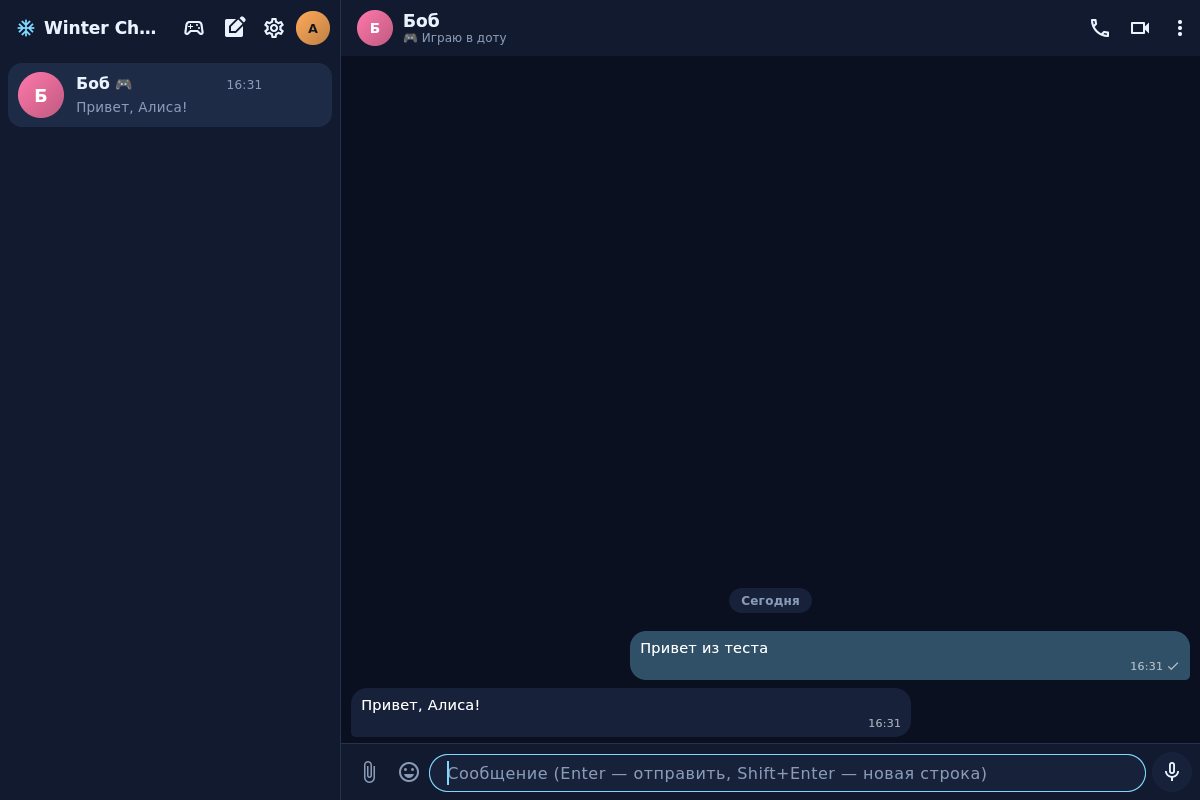 Winter Ch…
А
Б
Боб 🎮
16:31
Привет, Алиса!
Б
Боб
🎮 Играю в доту
Сегодня
Привет из теста
16:31
Привет, Алиса!
16:31
Сообщение (Enter — отправить, Shift+Enter — новая строка)